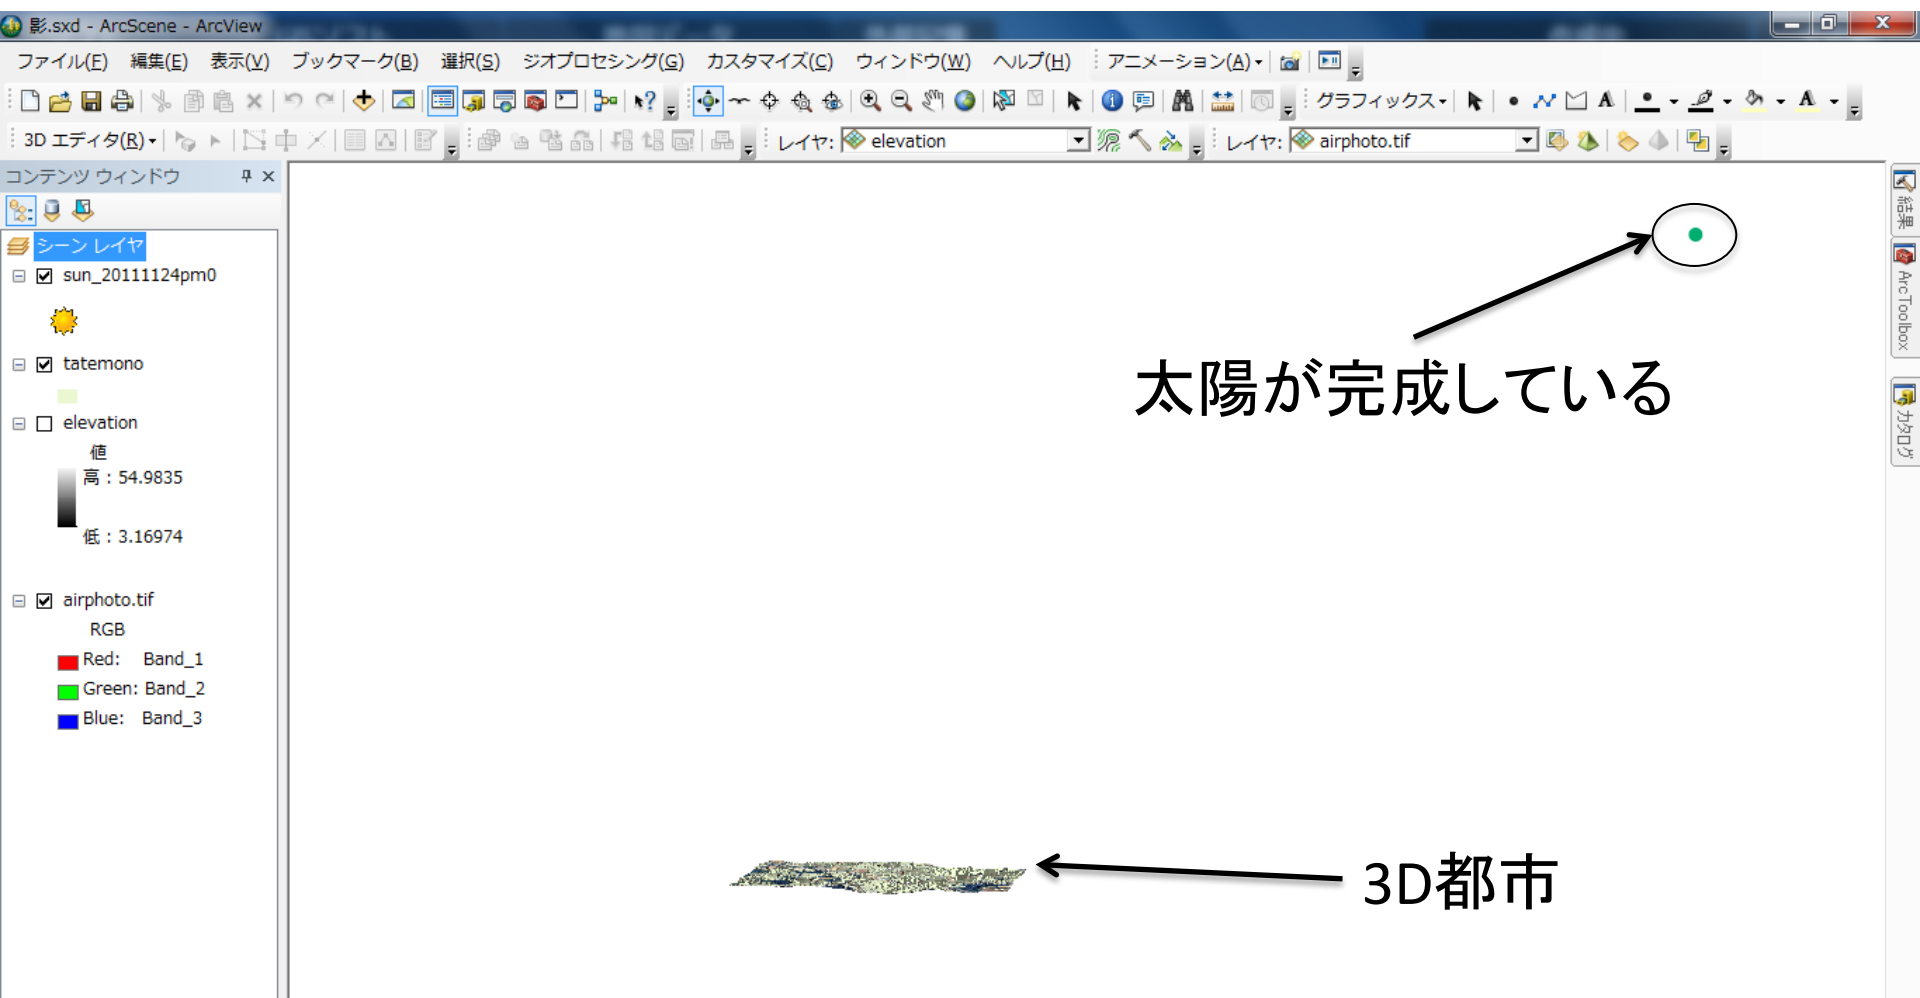 影.sxd - ArcScene - ArcView
ファイル(F) 編集(E) 表示(V) ブックマーク(B) 選択(S) ジオプロセシング(G) カスタマイズ(C) ウィンドウ(W) ヘルプ(H) アニメーション(A)
グラフィックス
3D エディタ(R) レイヤ: elevation レイヤ: airphoto.tif
コンテンツ ウィンドウ
シーン レイヤ
sun_20111124pm0
tatemono
elevation
値
高 : 54.9835
低 : 3.16974
airphoto.tif
RGB
Red: Band_1
Green: Band_2
Blue: Band_3
太陽が完成している
3D都市
結果
ArcToolbox
カタログ